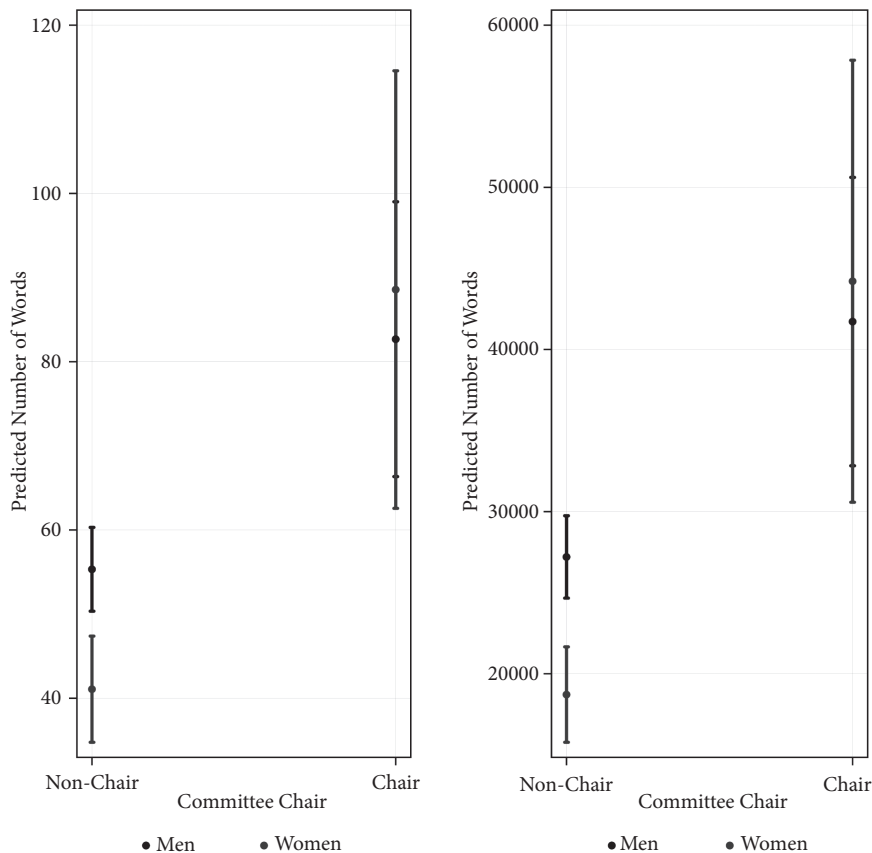 120
100
80
60
40
Predicted Number of Words
Non-Chair
Chair
Committee Chair
Men
Women
60000
50000
40000
30000
20000
Predicted Number of Words
Non-Chair
Chair
Committee Chair
Men
Women